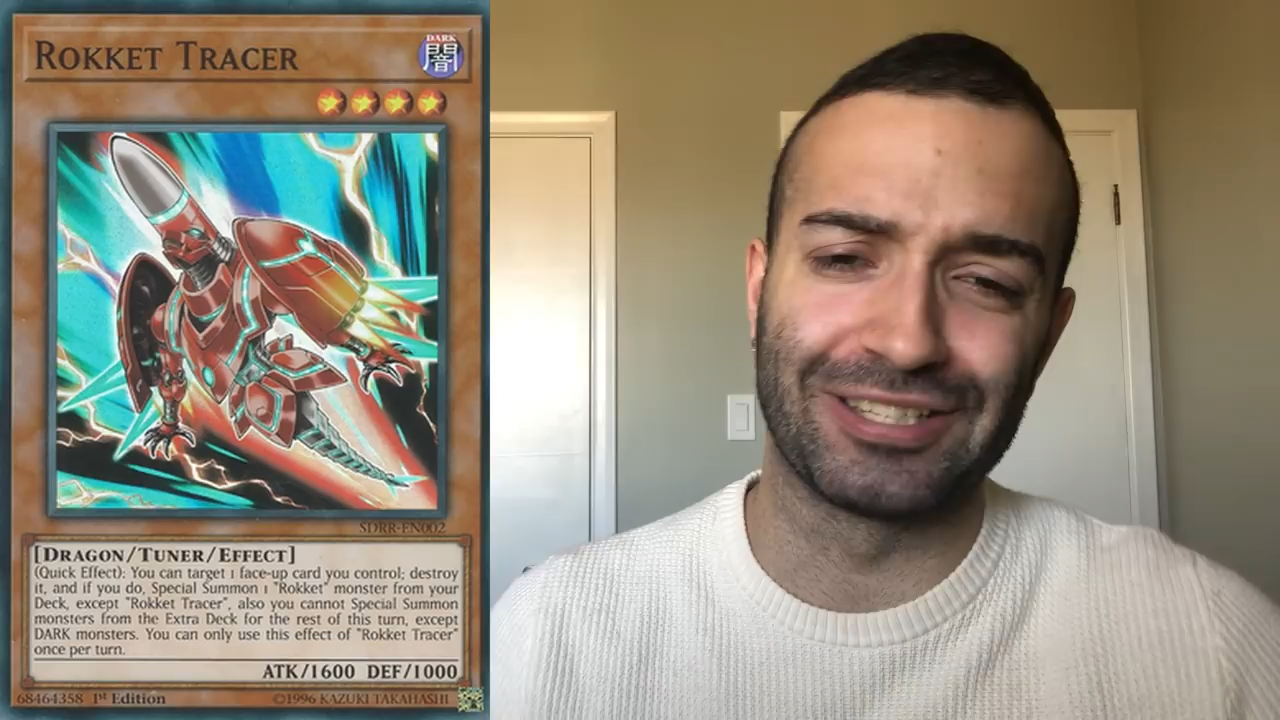 ROKKET TRACER
DARK
闇
SDRR-EN002
[DRAGON/TUNER/EFFECT]
(Quick Effect): You can target 1 face-up card you control; destroy
it, and if you do, Special Summon 1 "Rokket" monster from your
Deck, except "Rokket Tracer", also you cannot Special Summon
monsters from the Extra Deck for the rest of this turn, except
DARK monsters. You can only use this effect of "Rokket Tracer"
once per turn.
ATK/1600 DEF/1000
68464358 1st Edition
©1996 KAZUKI TAKAHASHI